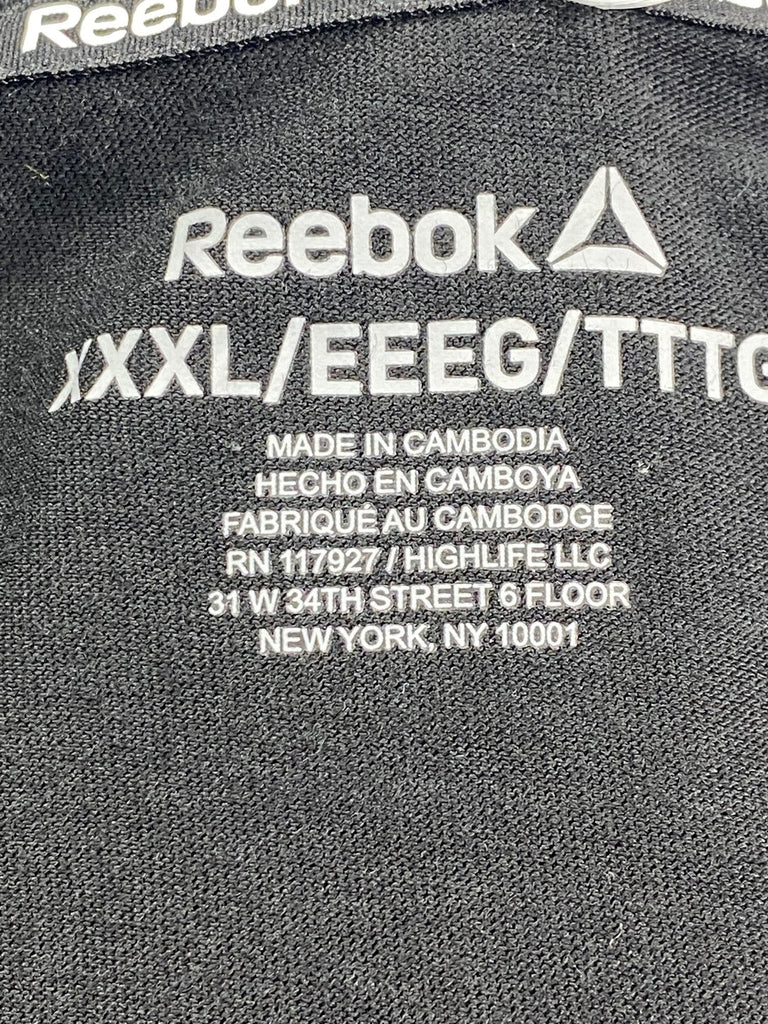 Reebok
Reebok
XXXL/EEEG/TTTG
MADE IN CAMBODIA
HECHO EN CAMBOYA
FABRIQUÉ AU CAMBODGE
RN 117927 / HIGHLIFE LLC
31 W 34TH STREET 6 FLOOR
NEW YORK, NY 10001